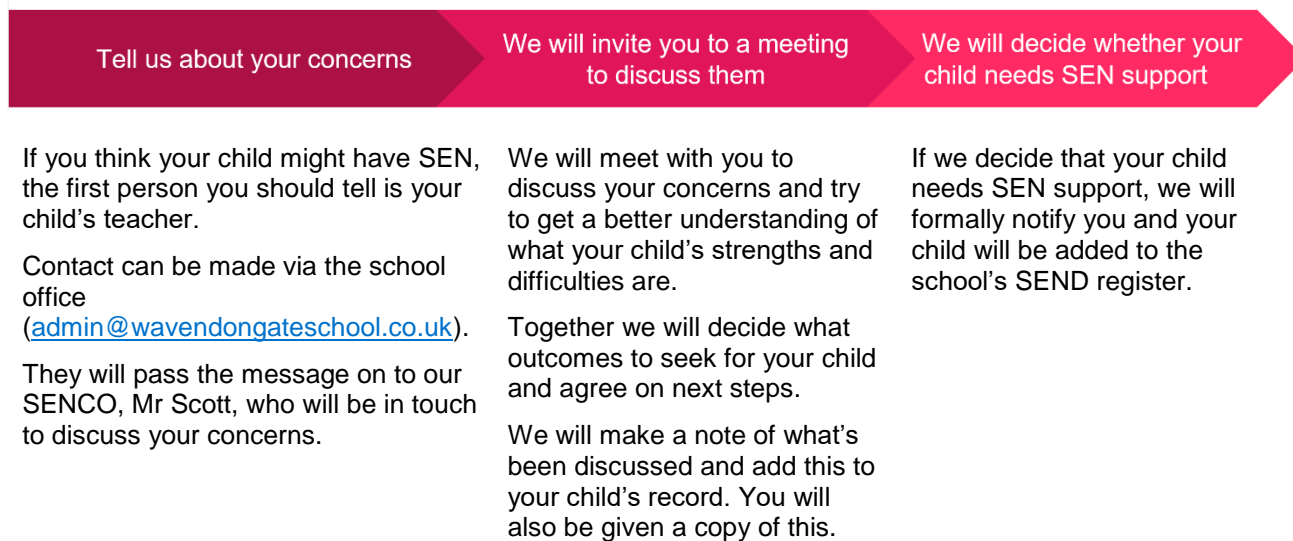 Tell us about your concerns
We will invite you to a meeting
to discuss them
We will decide whether your
child needs SEN support
If you think your child might have SEN,
the first person you should tell is your
child’s teacher.
Contact can be made via the school
office
(admin@wavendongateschool.co.uk).
They will pass the message on to our
SENCO, Mr Scott, who will be in touch
to discuss your concerns.
We will meet with you to
discuss your concerns and try
to get a better understanding of
what your child’s strengths and
difficulties are.
Together we will decide what
outcomes to seek for your child
and agree on next steps.
We will make a note of what’s
been discussed and add this to
your child’s record. You will
also be given a copy of this.
If we decide that your child
needs SEN support, we will
formally notify you and your
child will be added to the
school’s SEND register.